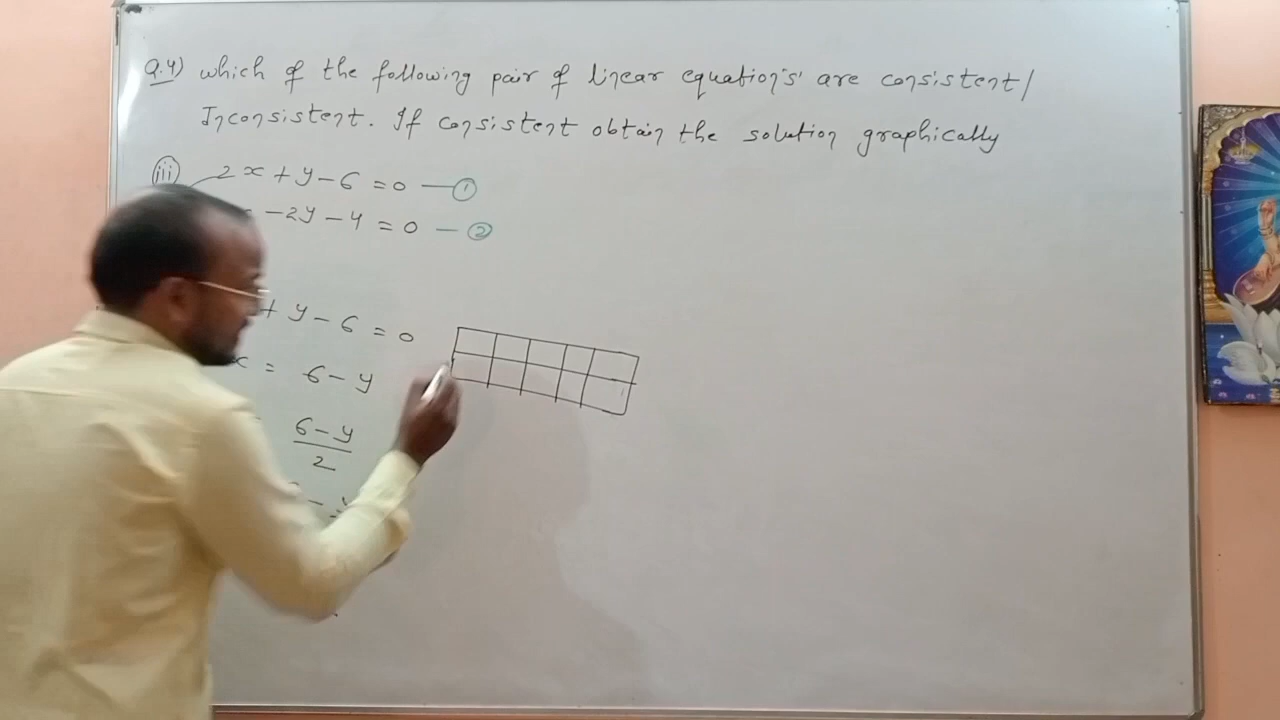 Q.4) which of the following pair of linear equation's' are consistent/
Inconsistent. If consistent obtain the solution graphically
(iii) 2x + y - 6 = 0 — ①
- 2y - 4 = 0 — ②
+ y - 6 = 0
x = 6 - y
6 - y
2